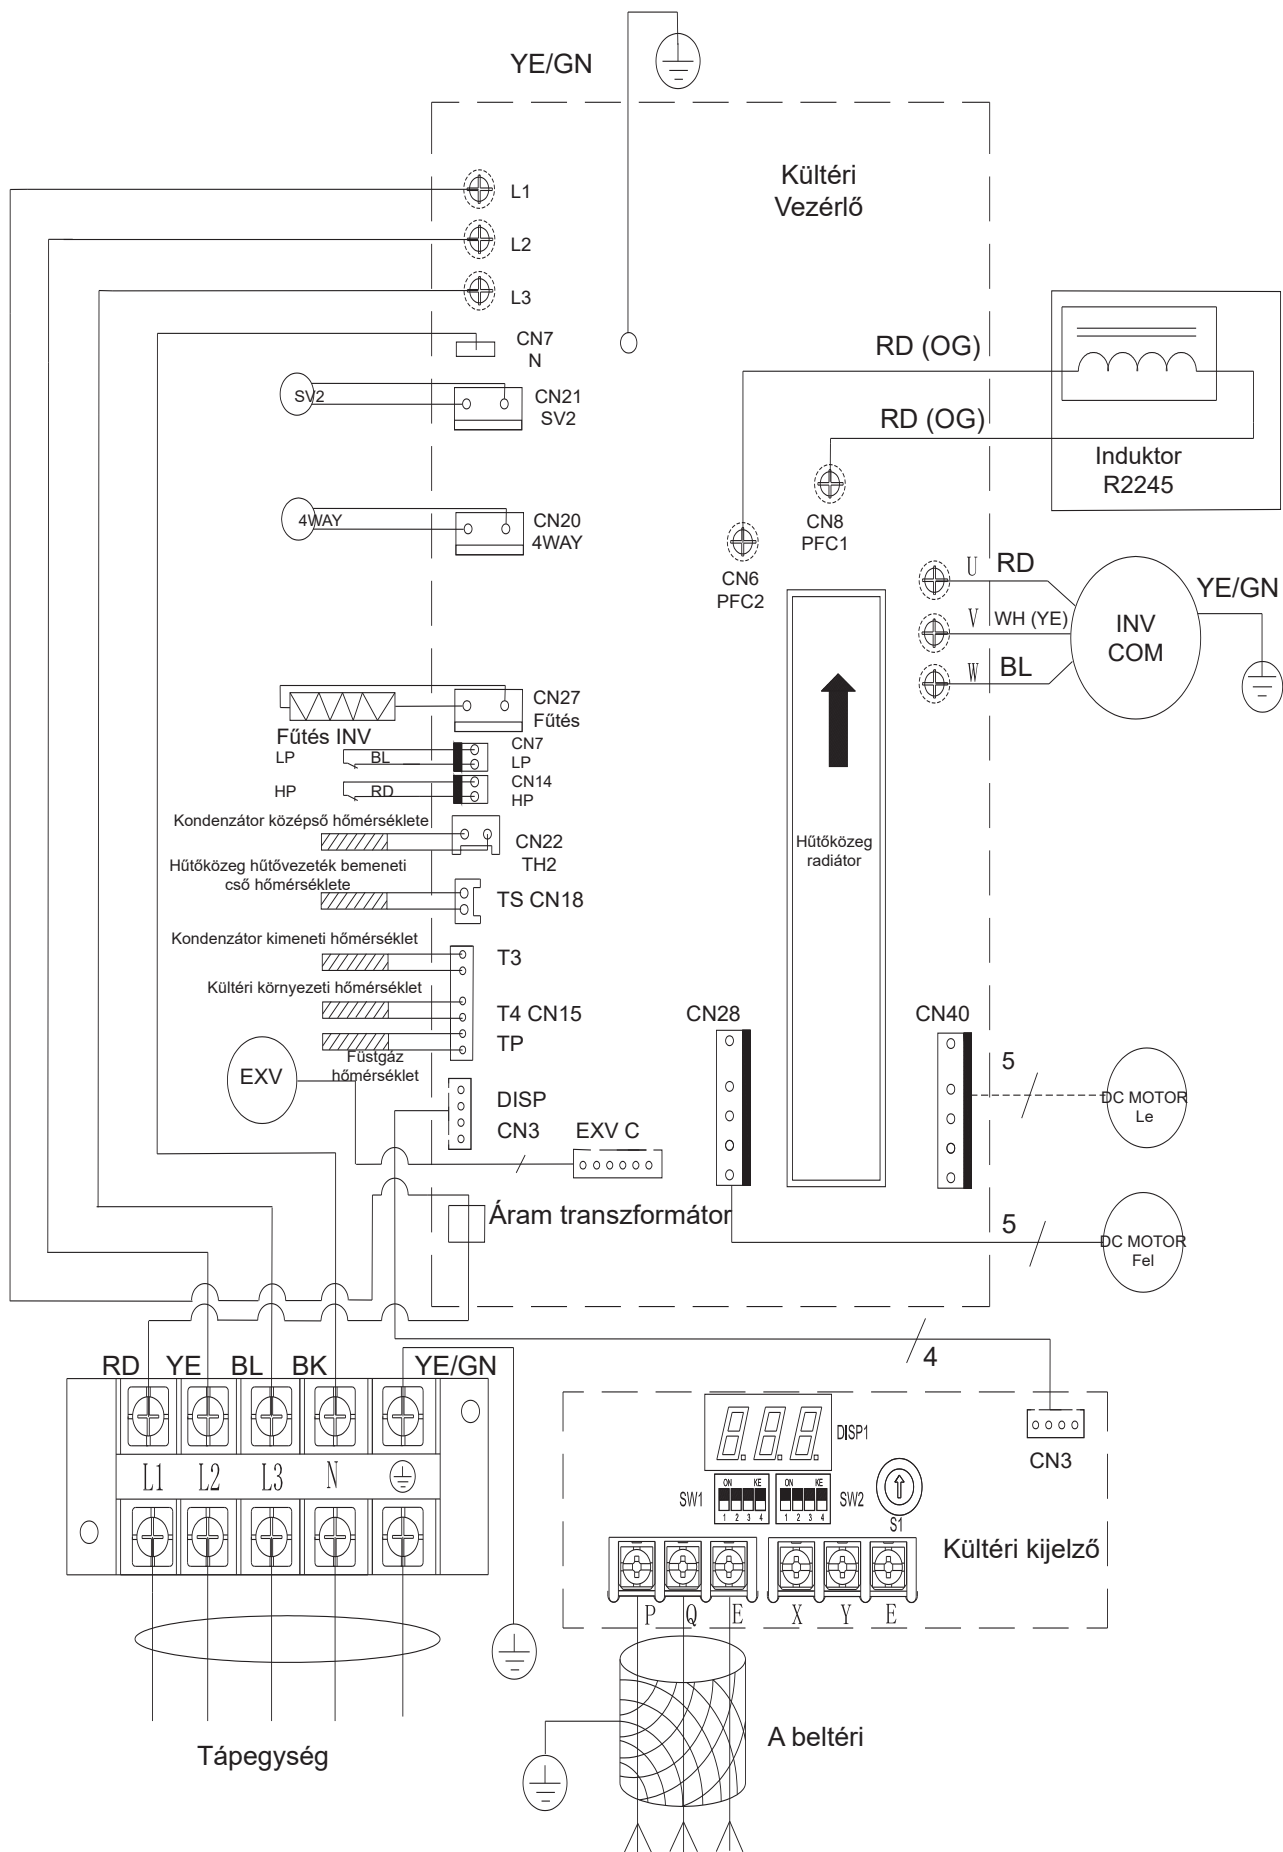 YE/GN
Kültéri
Vezérlő
L1
L2
L3
CN7
N
SV2
CN21
SV2
4WAY
CN20
4WAY
RD (OG)
RD (OG)
Induktor
R2245
CN8
PFC1
CN6
PFC2
U RD
V WH (YE)
W BL
INV
COM
YE/GN
CN27
Fűtés
Fűtés INV
LP BL
CN7
LP
HP RD
CN14
HP
Kondenzátor középső hőmérséklete
CN22
TH2
Hűtőközeg hűtővezeték bemeneti
cső hőmérséklete
TS CN18
Hűtőközeg
radiátor
Kondenzátor kimeneti hőmérséklet
T3
Kültéri környezeti hőmérséklet
T4 CN15
TP
Füstgáz
hőmérséklet
EXV
DISP
CN3
EXV C
CN28
CN40
5
DC MOTOR
Le
Áram transzformátor
5
DC MOTOR
Fel
4
RD YE BL BK YE/GN
L1 L2 L3 N
DISP1
CN3
SW1
ON KE
1 2 3 4
ON KE
1 2 3 4
SW2
S1
Kültéri kijelző
P Q E X Y E
A beltéri
Tápegység